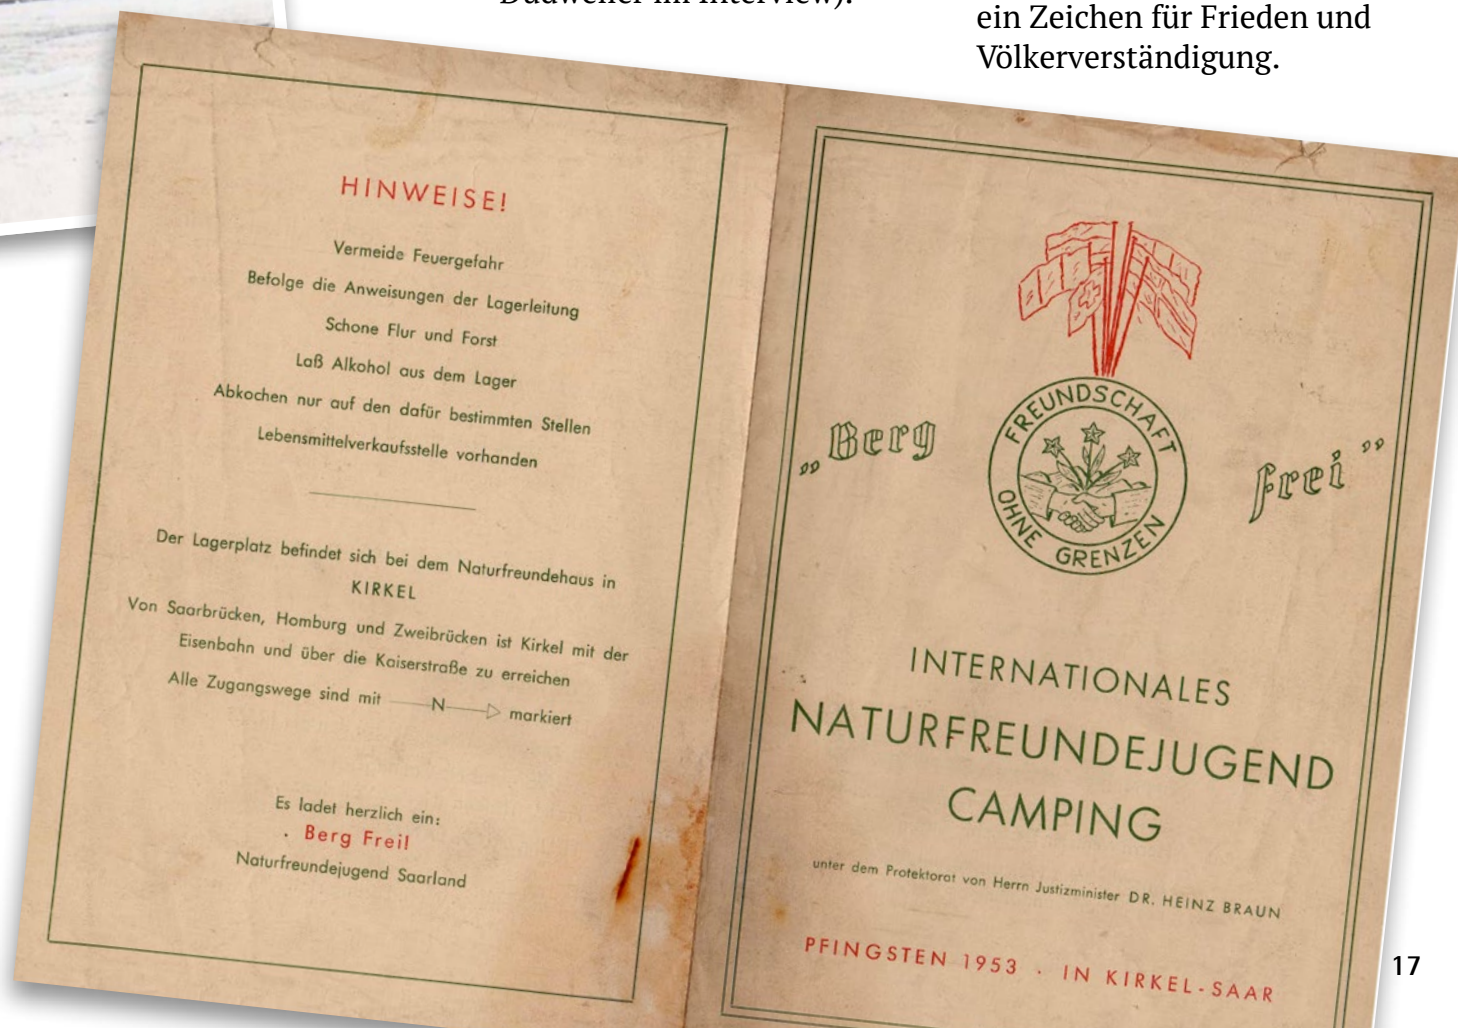 Dudweiler im Interview).
ein Zeichen für Frieden und
Völkerverständigung.
HINWEISE!
Vermeide Feuergefahr
Befolge die Anweisungen der Lagerleitung
Schone Flur und Forst
Laß Alkohol aus dem Lager
Abkochen nur auf den dafür bestimmten Stellen
Lebensmittelverkaufsstelle vorhanden
Der Lagerplatz befindet sich bei dem Naturfreundehaus in
KIRKEL
Von Saarbrücken, Homburg und Zweibrücken ist Kirkel mit der
Eisenbahn und über die Kaiserstraße zu erreichen
Alle Zugangswege sind mit N markiert
Es ladet herzlich ein:
Berg Frei!
Naturfreundejugend Saarland
„Berg Frei”
FREUNDSCHAFT
OHNE GRENZEN
INTERNATIONALES
NATURFREUNDEJUGEND
CAMPING
unter dem Protektorat von Herrn Justizminister DR. HEINZ BRAUN
PFINGSTEN 1953 · IN KIRKEL-SAAR
17